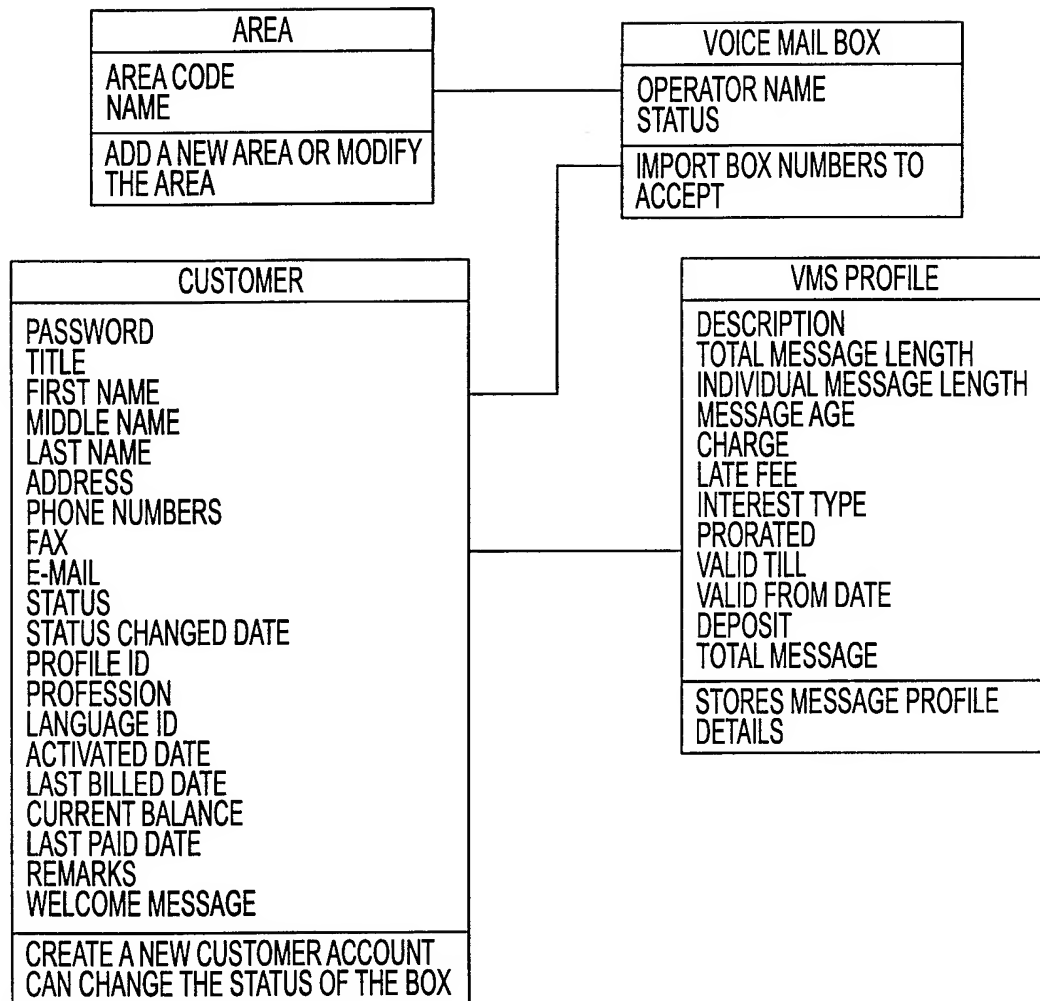 AREA
AREA CODE
NAME
ADD A NEW AREA OR MODIFY
THE AREA
VOICE MAIL BOX
OPERATOR NAME
STATUS
IMPORT BOX NUMBERS TO
ACCEPT
CUSTOMER
PASSWORD
TITLE
FIRST NAME
MIDDLE NAME
LAST NAME
ADDRESS
PHONE NUMBERS
FAX
E-MAIL
STATUS
STATUS CHANGED DATE
PROFILE ID
PROFESSION
LANGUAGE ID
ACTIVATED DATE
LAST BILLED DATE
CURRENT BALANCE
LAST PAID DATE
REMARKS
WELCOME MESSAGE
CREATE A NEW CUSTOMER ACCOUNT
CAN CHANGE THE STATUS OF THE BOX
VMS PROFILE
DESCRIPTION
TOTAL MESSAGE LENGTH
INDIVIDUAL MESSAGE LENGTH
MESSAGE AGE
CHARGE
LATE FEE
INTEREST TYPE
PRORATED
VALID TILL
VALID FROM DATE
DEPOSIT
TOTAL MESSAGE
STORES MESSAGE PROFILE
DETAILS